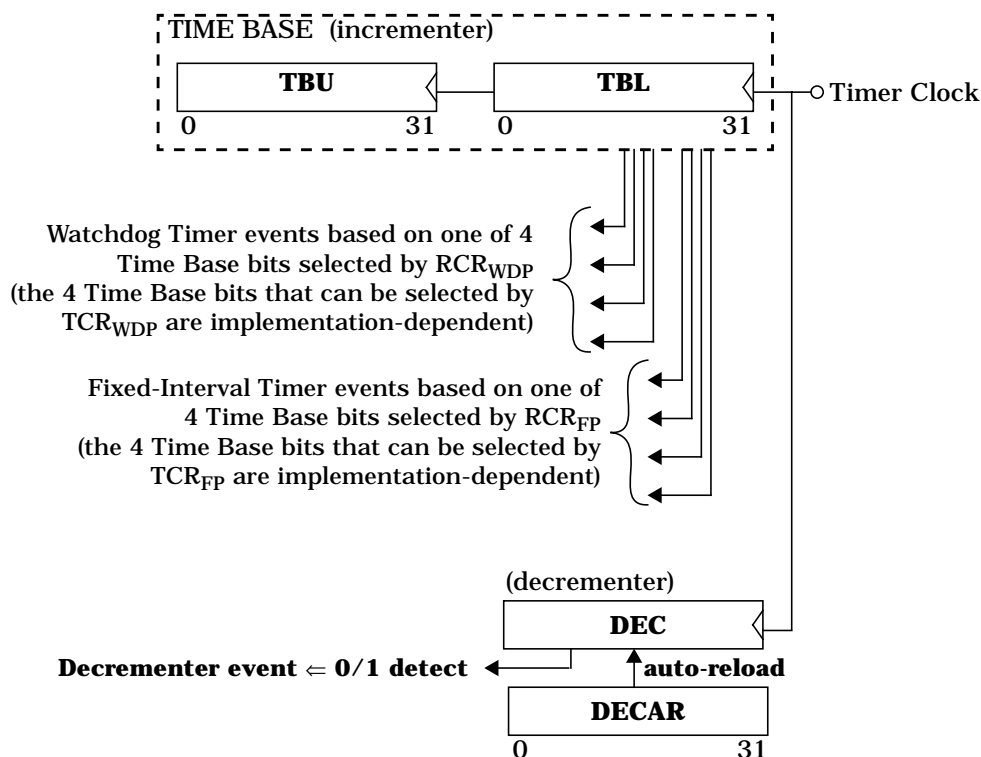 TIME BASE (incrementer)
TBU
TBL
Timer Clock
0 31 0 31
Watchdog Timer events based on one of 4
Time Base bits selected by RCRWDP
(the 4 Time Base bits that can be selected by
TCRWDP are implementation-dependent)
Fixed-Interval Timer events based on one of
4 Time Base bits selected by RCRFP
(the 4 Time Base bits that can be selected by
TCRFP are implementation-dependent)
(decrementer)
DEC
Decrementer event ⇐ 0/1 detect
auto-reload
DECAR
0 31